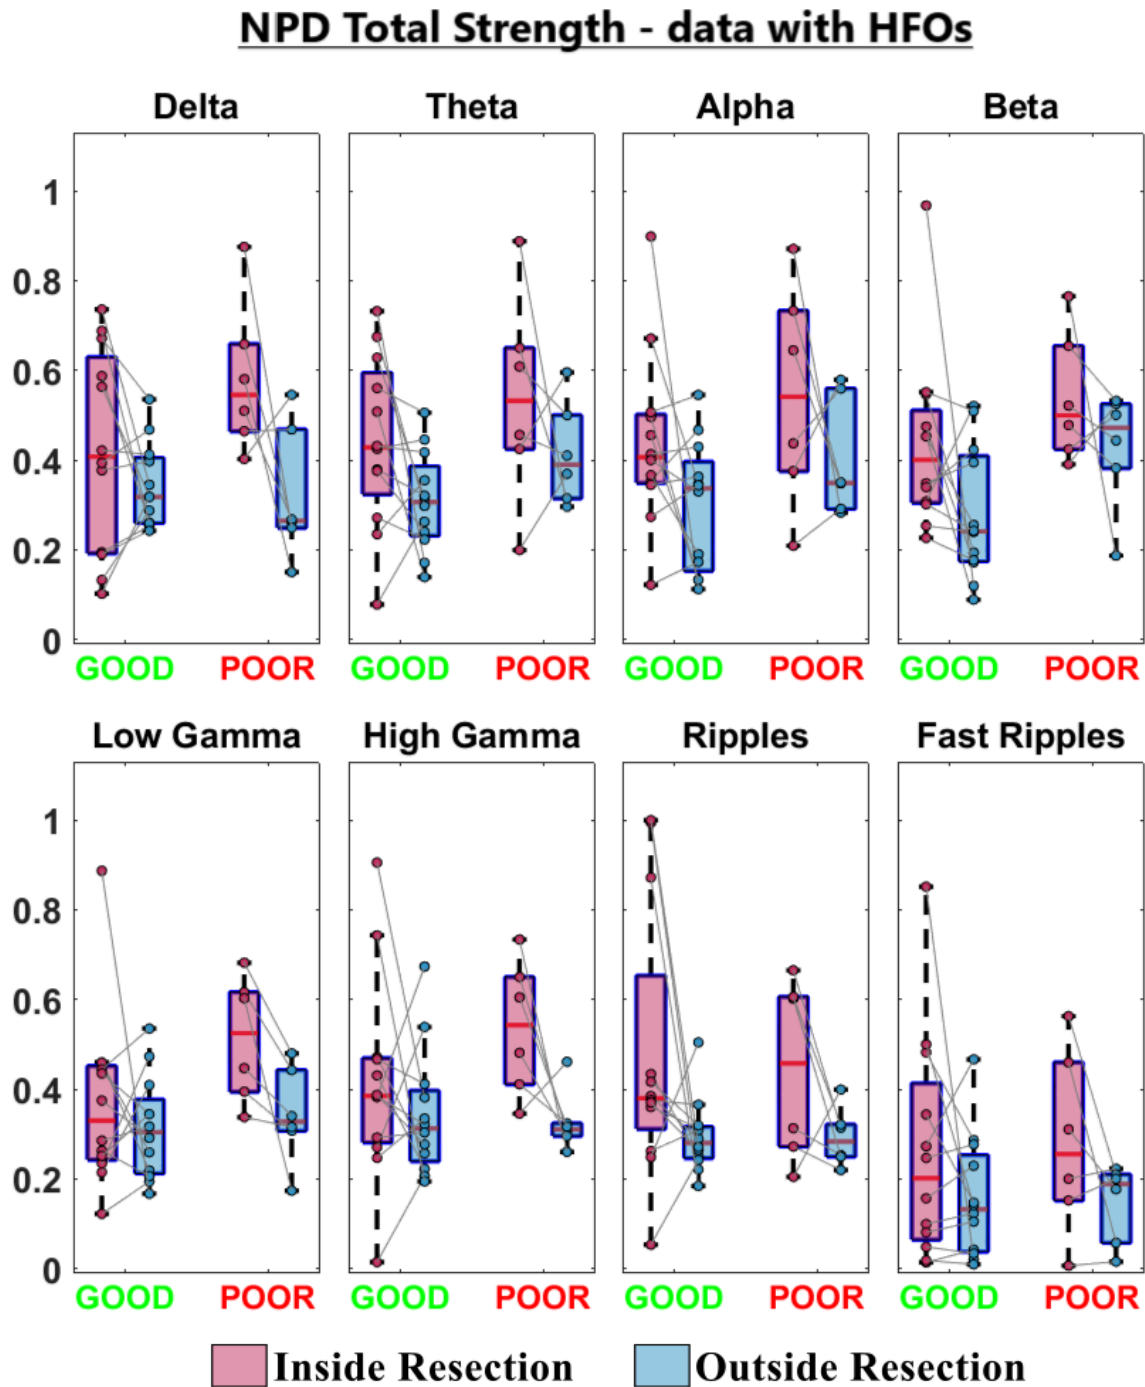 NPD Total Strength - data with HFOs
Delta Theta Alpha Beta
1
0.8
0.6
0.4
0.2
0
GOOD POOR GOOD POOR GOOD POOR GOOD POOR
Low Gamma High Gamma Ripples Fast Ripples
1
0.8
0.6
0.4
0.2
0
GOOD POOR GOOD POOR GOOD POOR GOOD POOR
Inside Resection Outside Resection